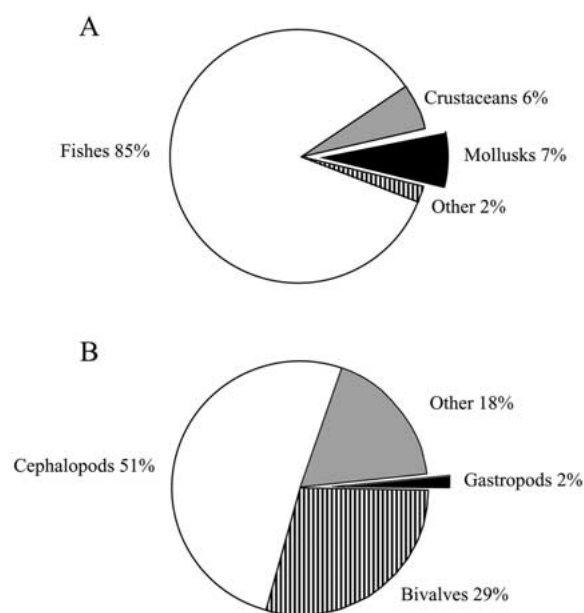 A
Crustaceans 6%
Fishes 85%
Mollusks 7%
Other 2%
B
Other 18%
Cephalopods 51%
Gastropods 2%
Bivalves 29%